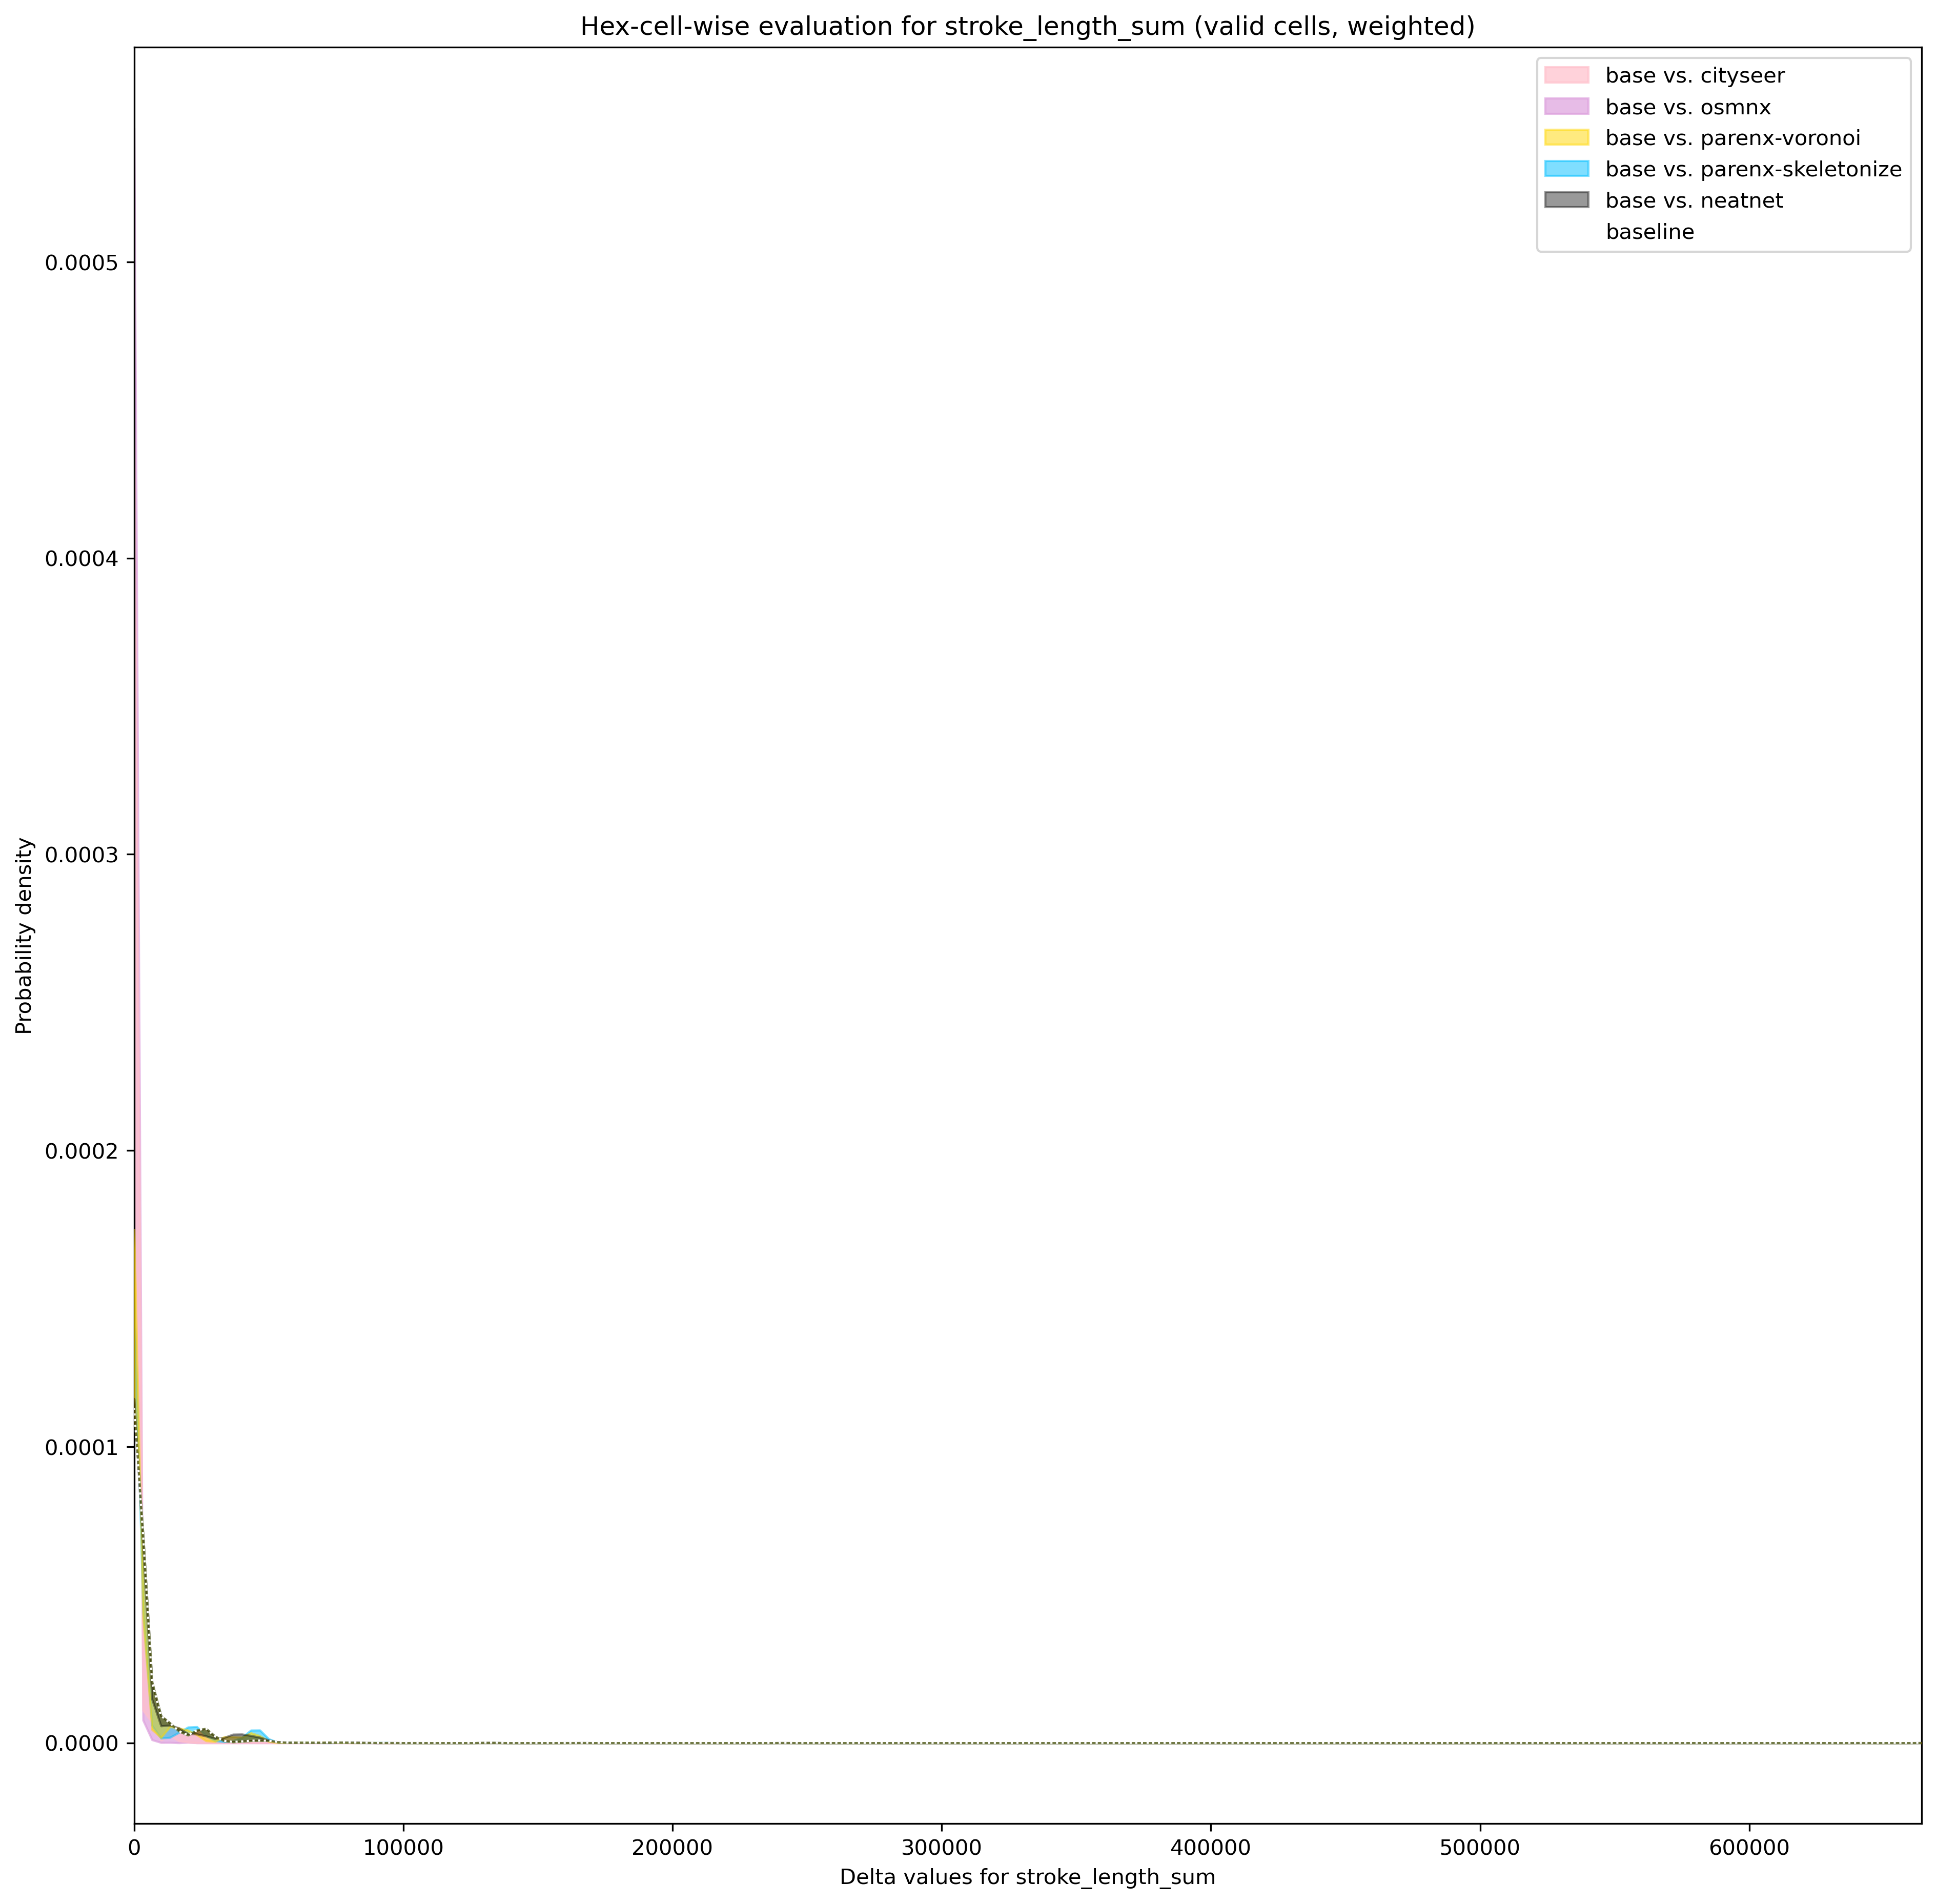 Hex-cell-wise evaluation for stroke_length_sum (valid cells, weighted)
base vs. cityseer
base vs. osmnx
base vs. parenx-voronoi
base vs. parenx-skeletonize
base vs. neatnet
baseline
0.0005
0.0004
0.0003
0.0002
0.0001
0.0000
Probability density
0 100000 200000 300000 400000 500000 600000
Delta values for stroke_length_sum